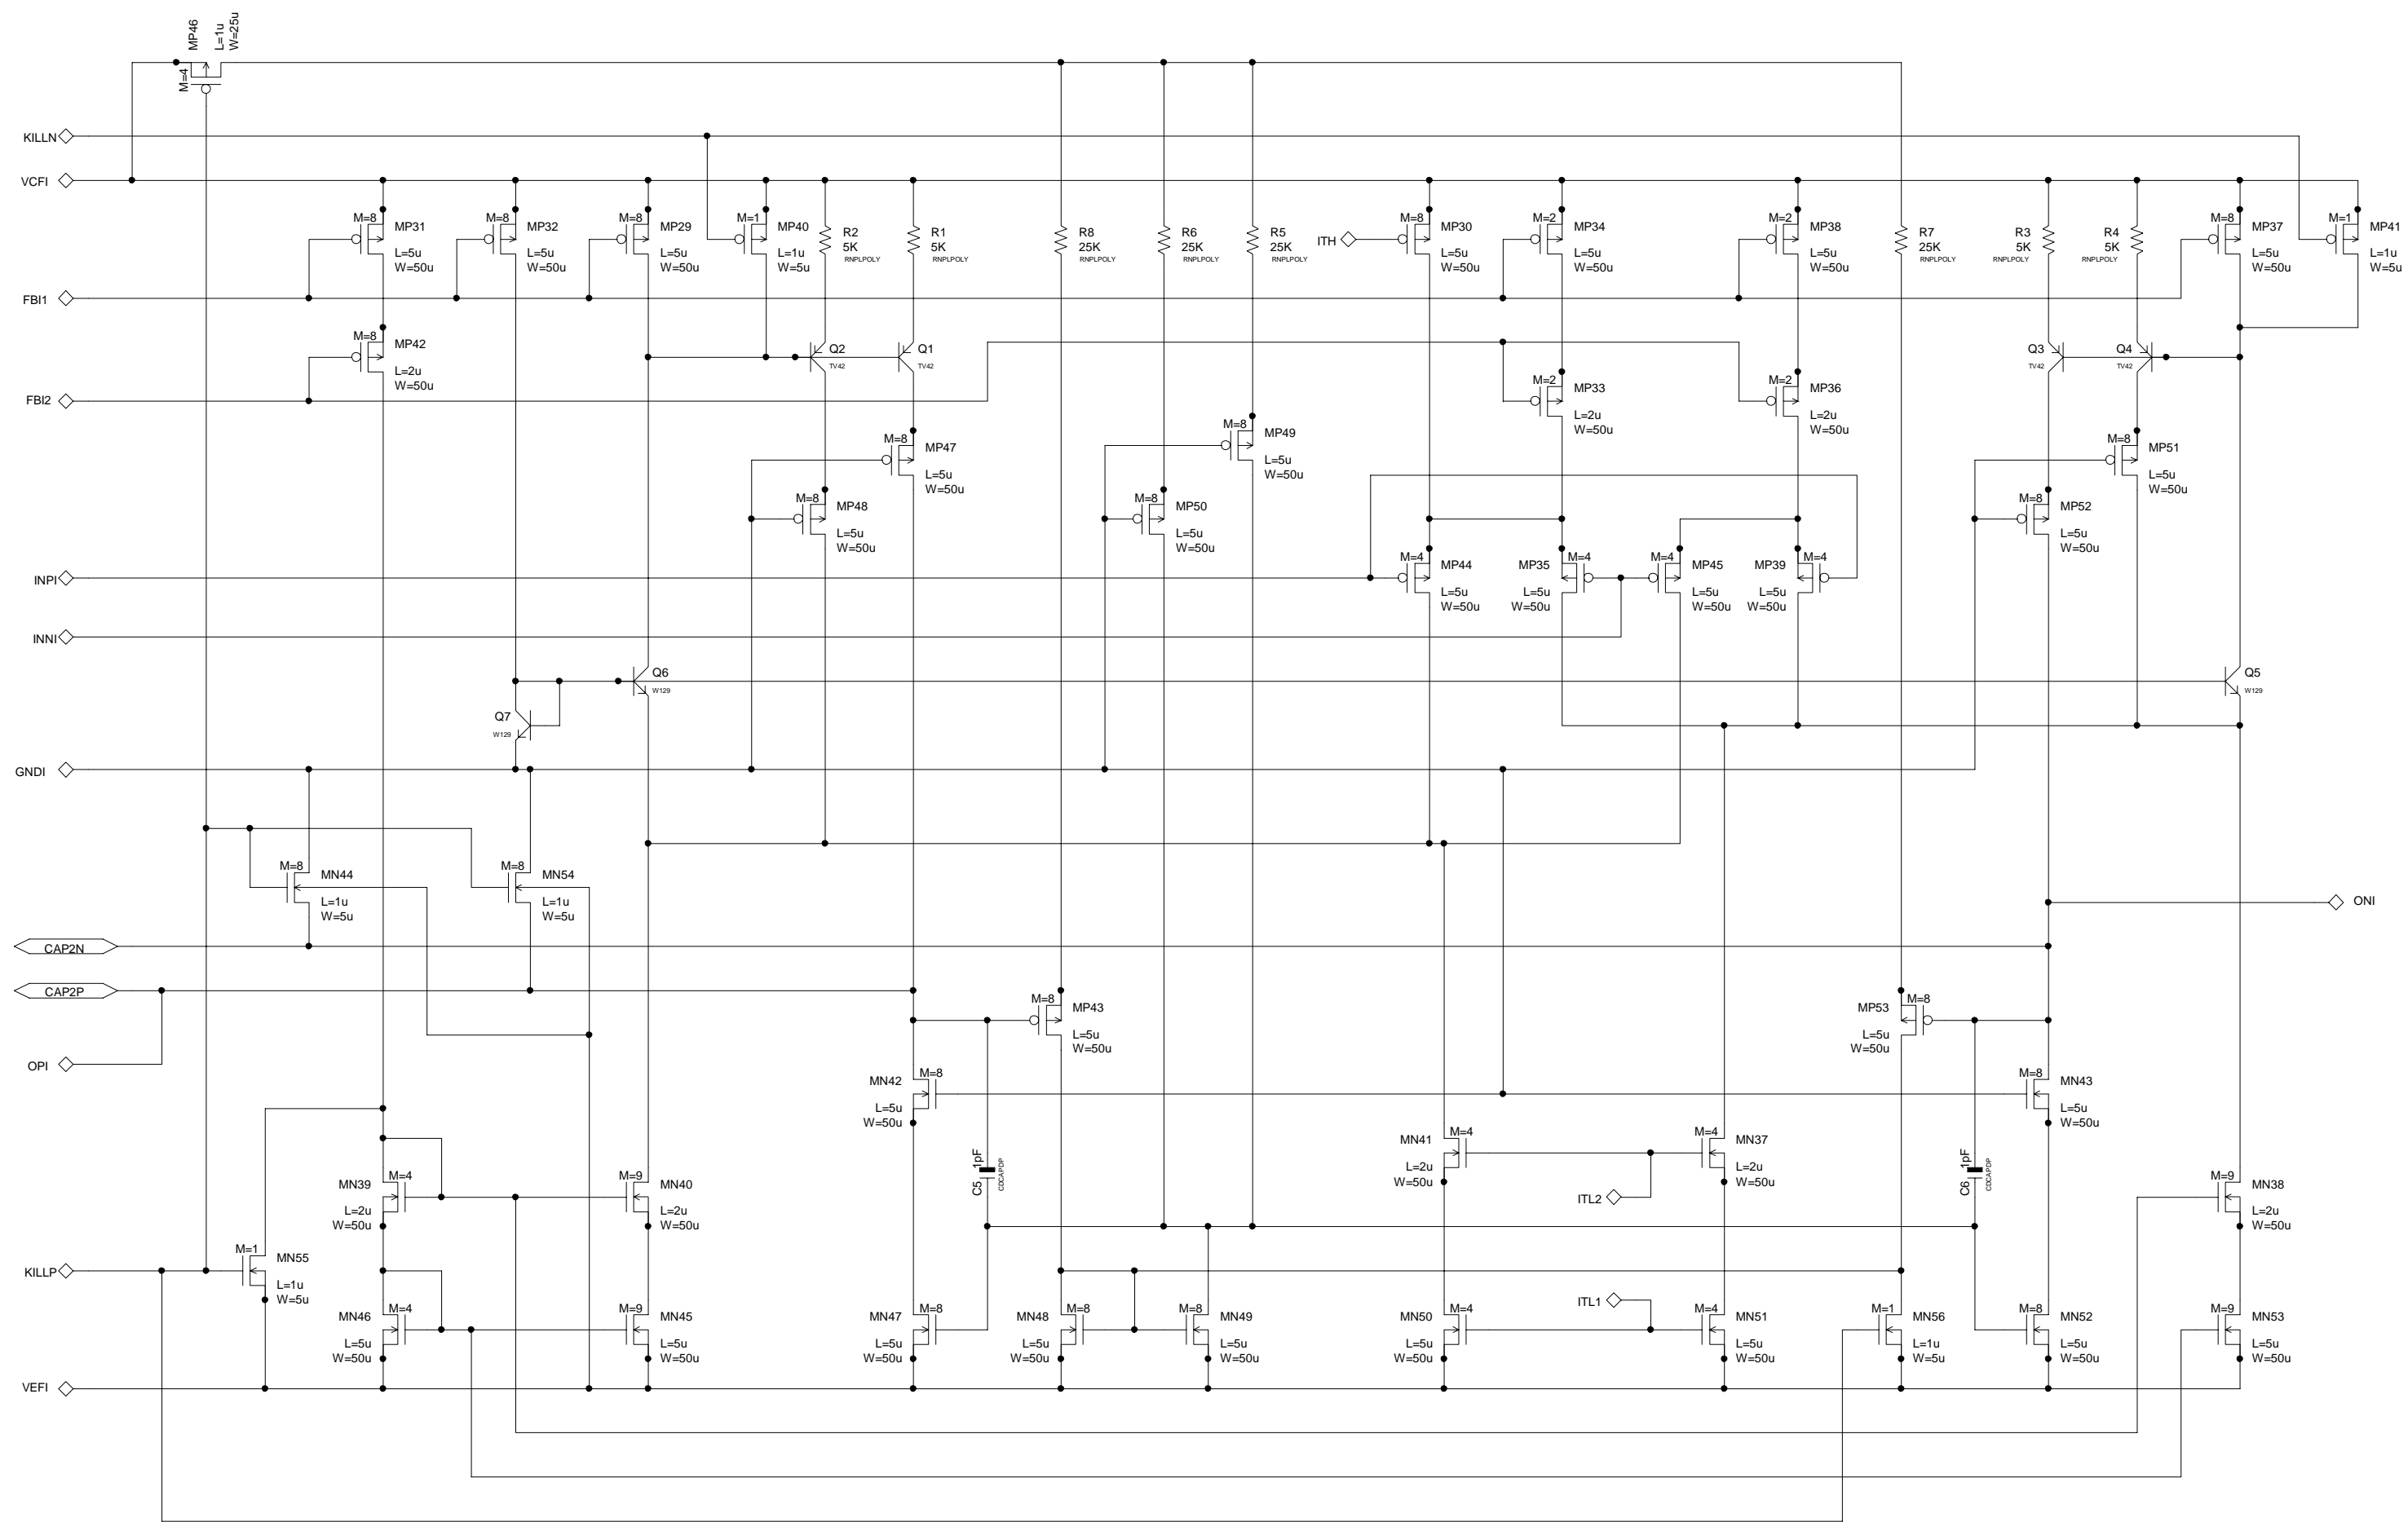 MP46
L=1u
W=25u
M=4
KILLN
VCFI
M=8
MP31
L=5u
W=50u
M=8
MP32
L=5u
W=50u
M=8
MP29
L=5u
W=50u
M=1
MP40
L=1u
W=5u
R2
5K
RNPLPOLY
R1
5K
RNPLPOLY
R8
25K
RNPLPOLY
R6
25K
RNPLPOLY
R5
25K
RNPLPOLY
ITH
M=8
MP30
L=5u
W=50u
M=2
MP34
L=5u
W=50u
M=2
MP38
L=5u
W=50u
R7
25K
RNPLPOLY
R3
5K
RNPLPOLY
R4
5K
RNPLPOLY
M=8
MP37
L=5u
W=50u
M=1
MP41
L=1u
W=5u
FBI1
M=8
MP42
L=2u
W=50u
Q2
TV42
Q1
TV42
Q3
TV42
Q4
TV42
FBI2
M=2
MP33
L=2u
W=50u
M=2
MP36
L=2u
W=50u
M=8
MP47
L=5u
W=50u
M=8
MP49
L=5u
W=50u
M=8
MP51
L=5u
W=50u
M=8
MP48
L=5u
W=50u
M=8
MP50
L=5u
W=50u
M=8
MP52
L=5u
W=50u
INPI
M=4
MP44
L=5u
W=50u
M=4
MP35
L=5u
W=50u
M=4
MP45
L=5u
W=50u
M=4
MP39
L=5u
W=50u
INNI
Q6
W129
Q5
W129
Q7
W129
GNDI
M=8
MN44
L=1u
W=5u
M=8
MN54
L=1u
W=5u
ONI
CAP2N
CAP2P
M=8
MP43
L=5u
W=50u
M=8
MP53
L=5u
W=50u
OPI
M=8
MN42
L=5u
W=50u
M=8
MN43
L=5u
W=50u
C5
1pF
CDCAPDP
M=4
MN41
L=2u
W=50u
M=4
MN37
L=2u
W=50u
ITL2
C6
1pF
CDCAPDP
M=4
MN39
L=2u
W=50u
M=9
MN40
L=2u
W=50u
M=9
MN38
L=2u
W=50u
KILLP
M=1
MN55
L=1u
W=5u
M=4
MN46
L=5u
W=50u
M=9
MN45
L=5u
W=50u
M=8
MN47
L=5u
W=50u
M=8
MN48
L=5u
W=50u
M=8
MN49
L=5u
W=50u
M=4
MN50
L=5u
W=50u
ITL1
M=4
MN51
L=5u
W=50u
M=1
MN56
L=1u
W=5u
M=8
MN52
L=5u
W=50u
M=9
MN53
L=5u
W=50u
VEFI